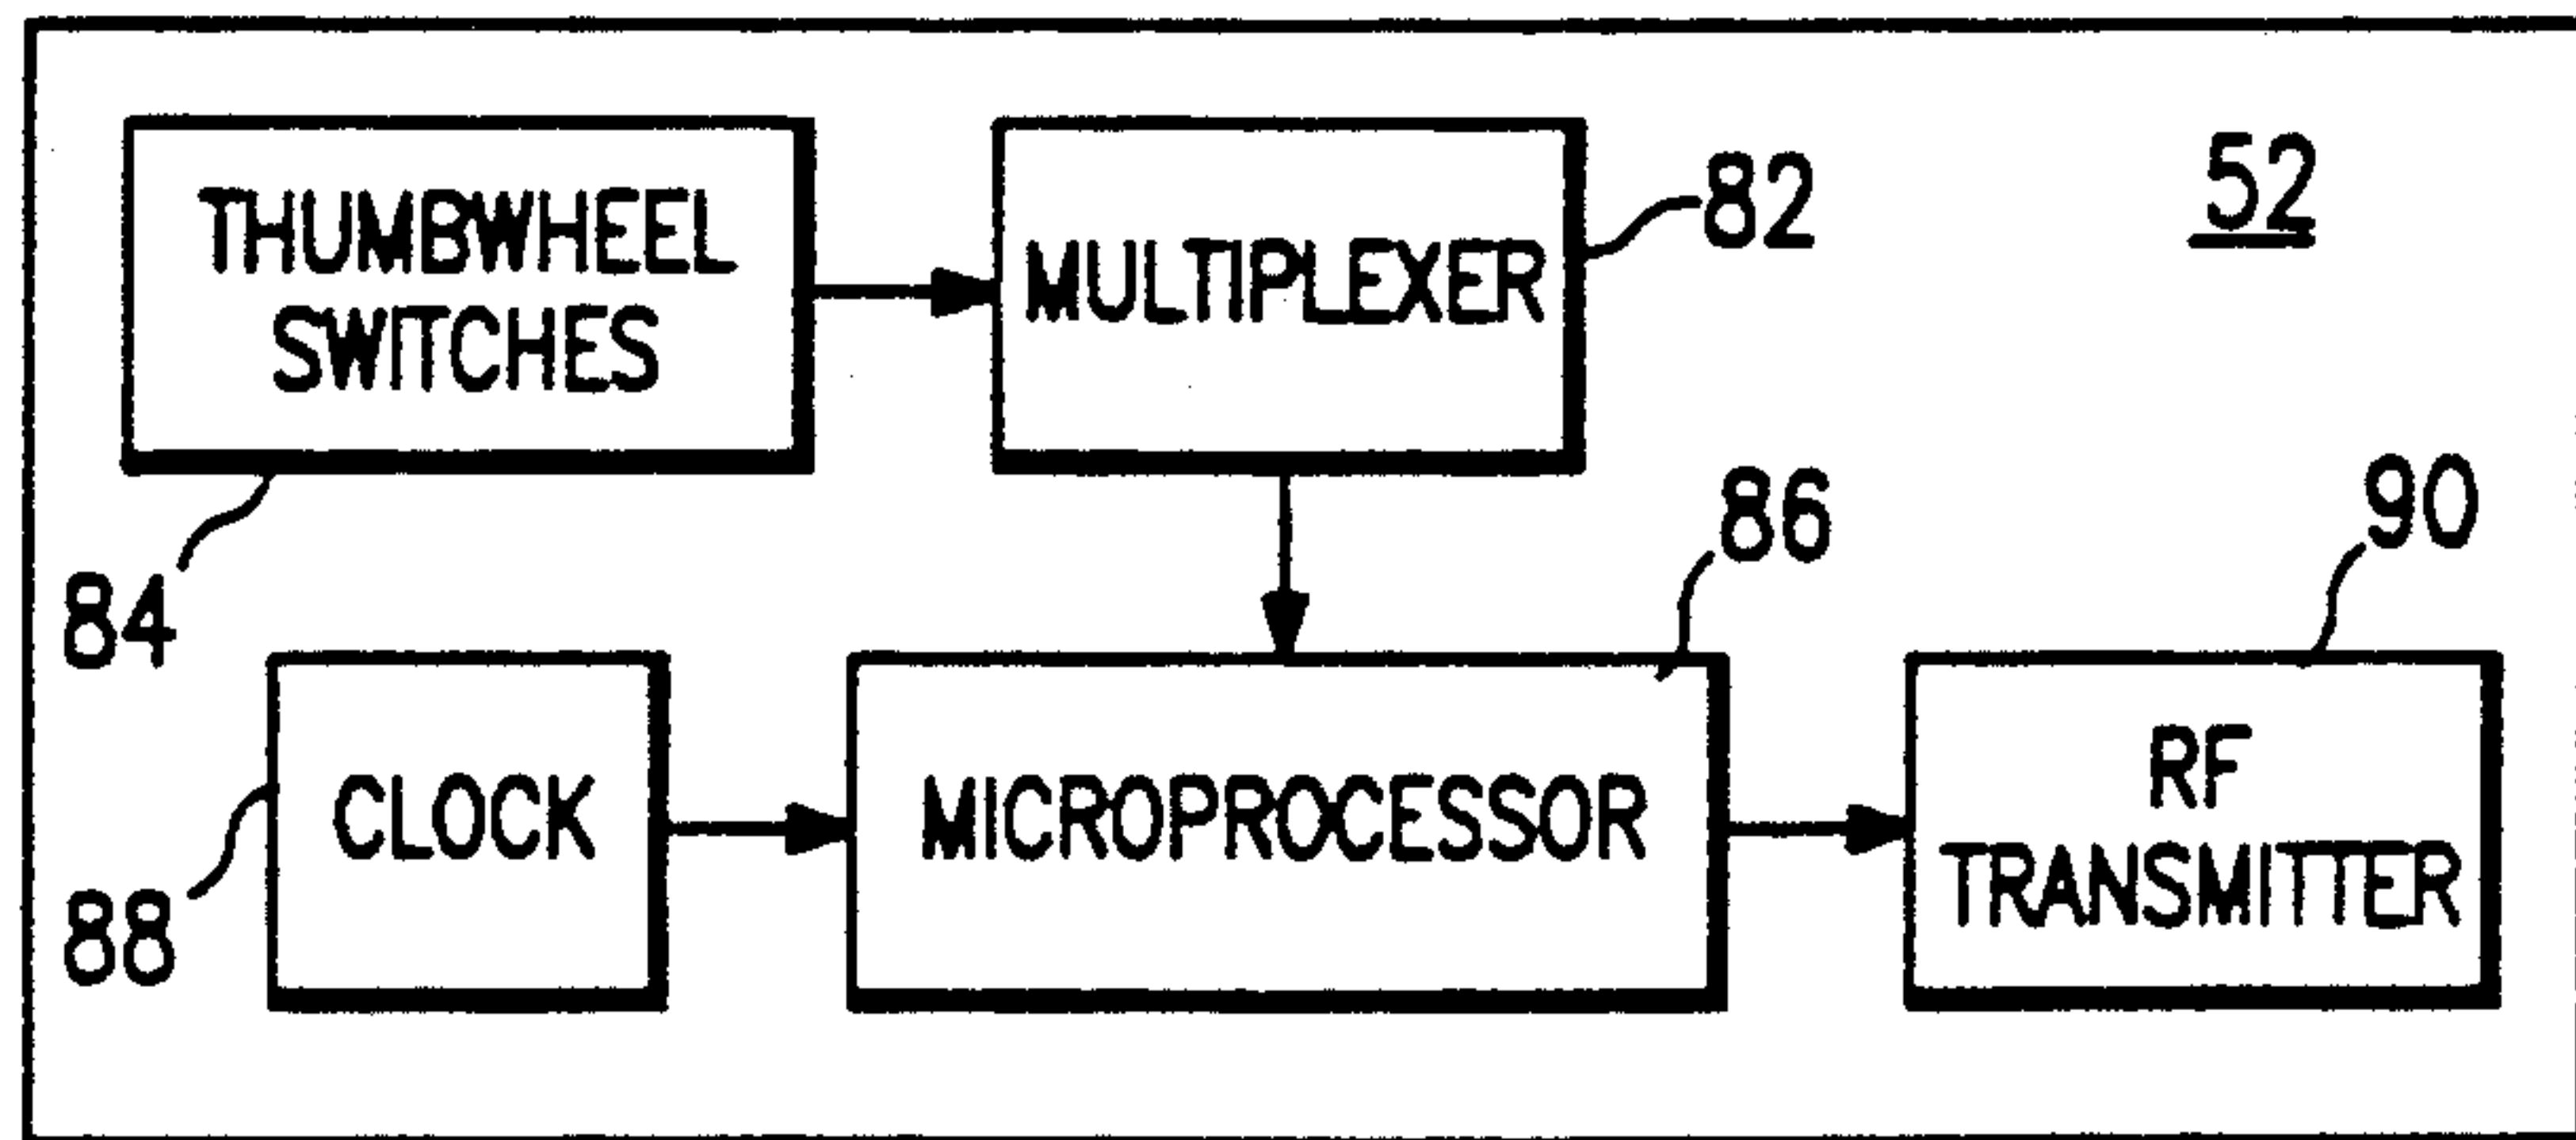 THUMBWHEEL
SWITCHES
84
MULTIPLEXER
82
52
CLOCK
88
MICROPROCESSOR
86
RF
TRANSMITTER
90